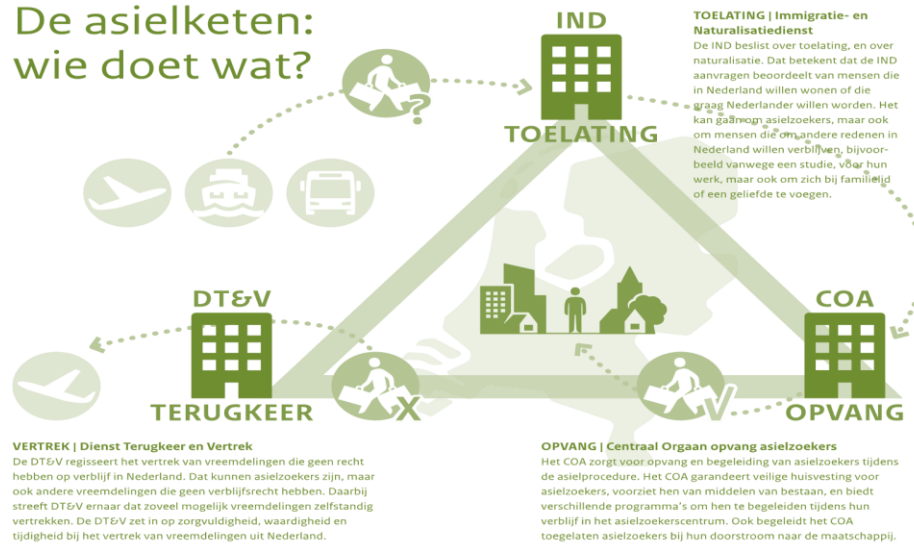 De asielketen:
wie doet wat?
IND
TOELATING
TOELATING | Immigratie- en
Naturalisatiedienst
De IND beslist over toelating, en over
naturalisatie. Dat betekent dat de IND
aanvragen beoordeelt van mensen die
in Nederland willen wonen of die
graag Nederlander willen worden. Het
kan gaan om asielzoekers, maar ook
om mensen die om andere redenen in
Nederland willen verblijven, bijvoor-
beeld vanwege een studie, voor hun
werk, maar ook om zich bij familielid
of een geliefde te voegen.
?
DT&V
TERUGKEER
X
V
COA
OPVANG
VERTREK | Dienst Terugkeer en Vertrek
De DT&V regisseert het vertrek van vreemdelingen die geen recht
hebben op verblijf in Nederland. Dat kunnen asielzoekers zijn, maar
ook andere vreemdelingen die geen verblijfsrecht hebben. Daarbij
streeft DT&V ernaar dat zoveel mogelijk vreemdelingen zelfstandig
vertrekken. De DT&V zet in op zorgvuldigheid, waardigheid en
tijdigheid bij het vertrek van vreemdelingen uit Nederland.
OPVANG | Centraal Orgaan opvang asielzoekers
Het COA zorgt voor opvang en begeleiding van asielzoekers tijdens
de asielprocedure. Het COA garandeert veilige huisvesting voor
asielzoekers, voorziet hen van middelen van bestaan, en biedt
verschillende programma's om hen te begeleiden tijdens hun
verblijf in het asielzoekerscentrum. Ook begeleidt het COA
toegelaten asielzoekers bij hun doorstroom naar de maatschappij.